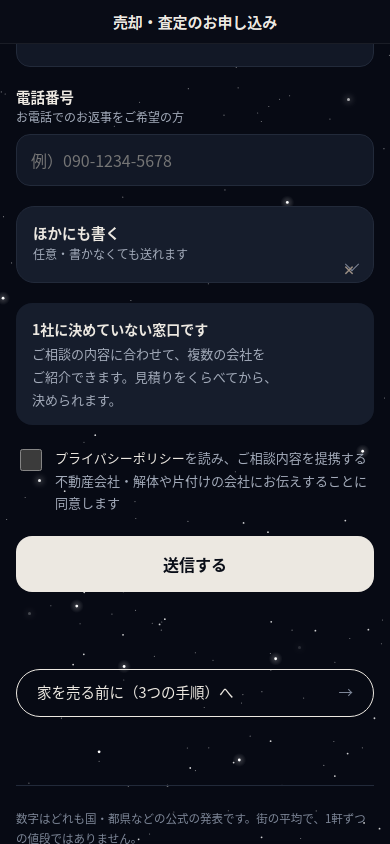 売却・査定のお申し込み
電話番号
お電話でのお返事をご希望の方
例）090-1234-5678
ほかにも書く
任意・書かなくても送れます
1社に決めていない窓口です
ご相談の内容に合わせて、複数の会社を
ご紹介できます。見積りをくらべてから、
決められます。
プライバシーポリシーを読み、ご相談内容を提携する
不動産会社・解体や片付けの会社にお伝えすることに
同意します
送信する
家を売る前に（3つの手順）へ →
数字はどれも国・都県などの公式の発表です。街の平均で、1軒ずつ
の値段ではありません。